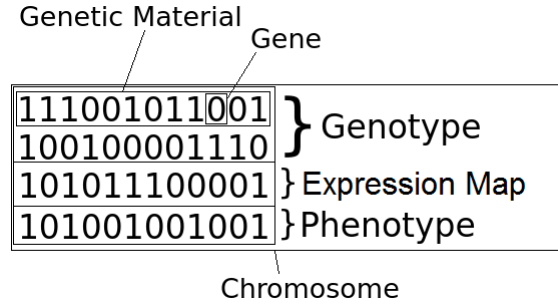 Genetic Material
Gene
111001011001
100100001110
Genotype
101011100001
Expression Map
101001001001
Phenotype
Chromosome